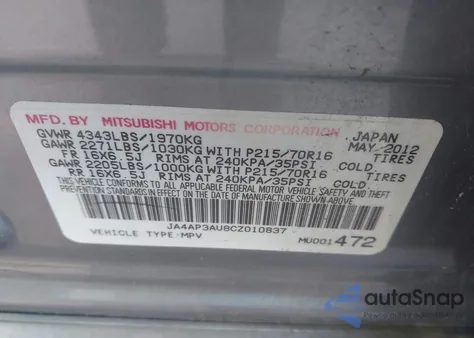 MFD. BY MITSUBISHI MOTORS CORPORATION JAPAN
GVWR 4343LBS/1970KG MAY/2012
GAWR 2271LBS/1030KG WITH P215/70R16 TIRES
FR 16X6.5J RIMS AT 240KPA/35PSI COLD
GAWR 2205LBS/1000KG WITH P215/70R16 TIRES
RR 16X6.5J RIMS AT 240KPA/35PSI COLD
THIS VEHICLE CONFORMS TO ALL APPLICABLE FEDERAL MOTOR VEHICLE SAFETY, BUMPER, AND THEFT
PREVENTION STANDARDS IN EFFECT ON THE DATE OF MANUFACTURE SHOWN ABOVE.
JA4AP3AU8CZ010837
VEHICLE TYPE:MPV MU001472
autoSnap